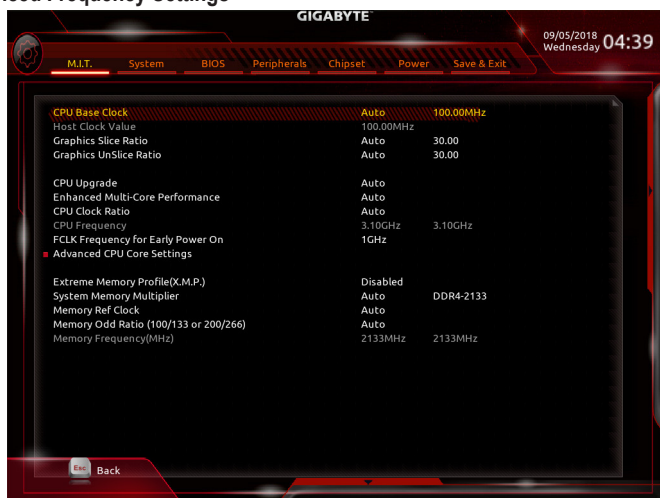 GIGABYTE
09/05/2018 Wednesday 04:39
M.I.T. System BIOS Peripherals Chipset Power Save & Exit
CPU Base Clock Auto 100.00MHz
Host Clock Value 100.00MHz
Graphics Slice Ratio Auto 30.00
Graphics UnSlice Ratio Auto 30.00
CPU Upgrade Auto
Enhanced Multi-Core Performance Auto
CPU Clock Ratio Auto
CPU Frequency 3.10GHz 3.10GHz
FCLK Frequency for Early Power On 1GHz
Advanced CPU Core Settings
Extreme Memory Profile(X.M.P.) Disabled
System Memory Multiplier Auto DDR4-2133
Memory Ref Clock Auto
Memory Odd Ratio (100/133 or 200/266) Auto
Memory Frequency(MHz) 2133MHz 2133MHz
Esc Back